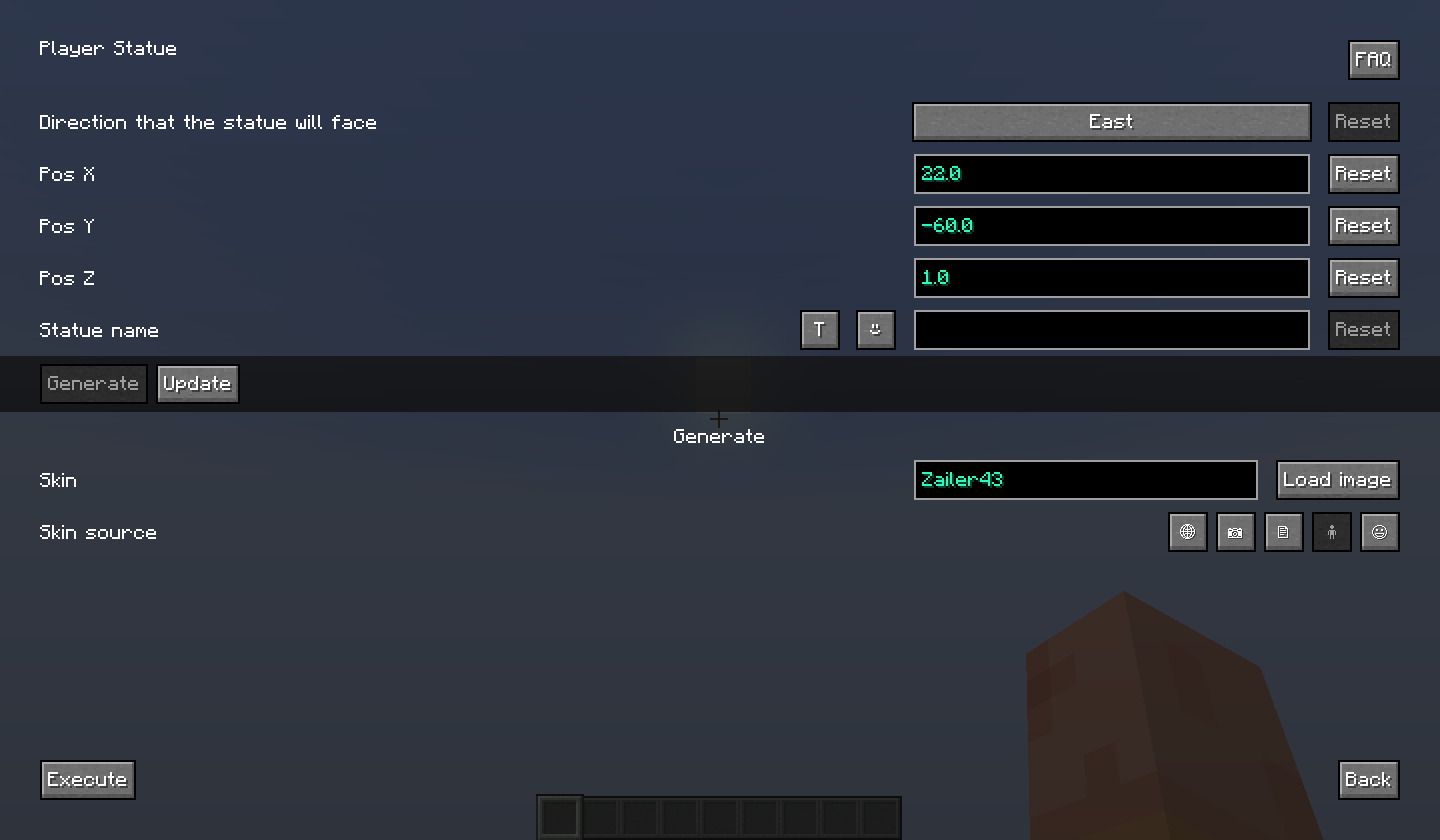 Player Statue
FAQ
Direction that the statue will face
East
Reset
Pos X
22.0
Reset
Pos Y
-60.0
Reset
Pos Z
1.0
Reset
Statue name
T
Reset
Generate
Update
Generate
Skin
Zailer43
Load image
Skin source
Execute
Back